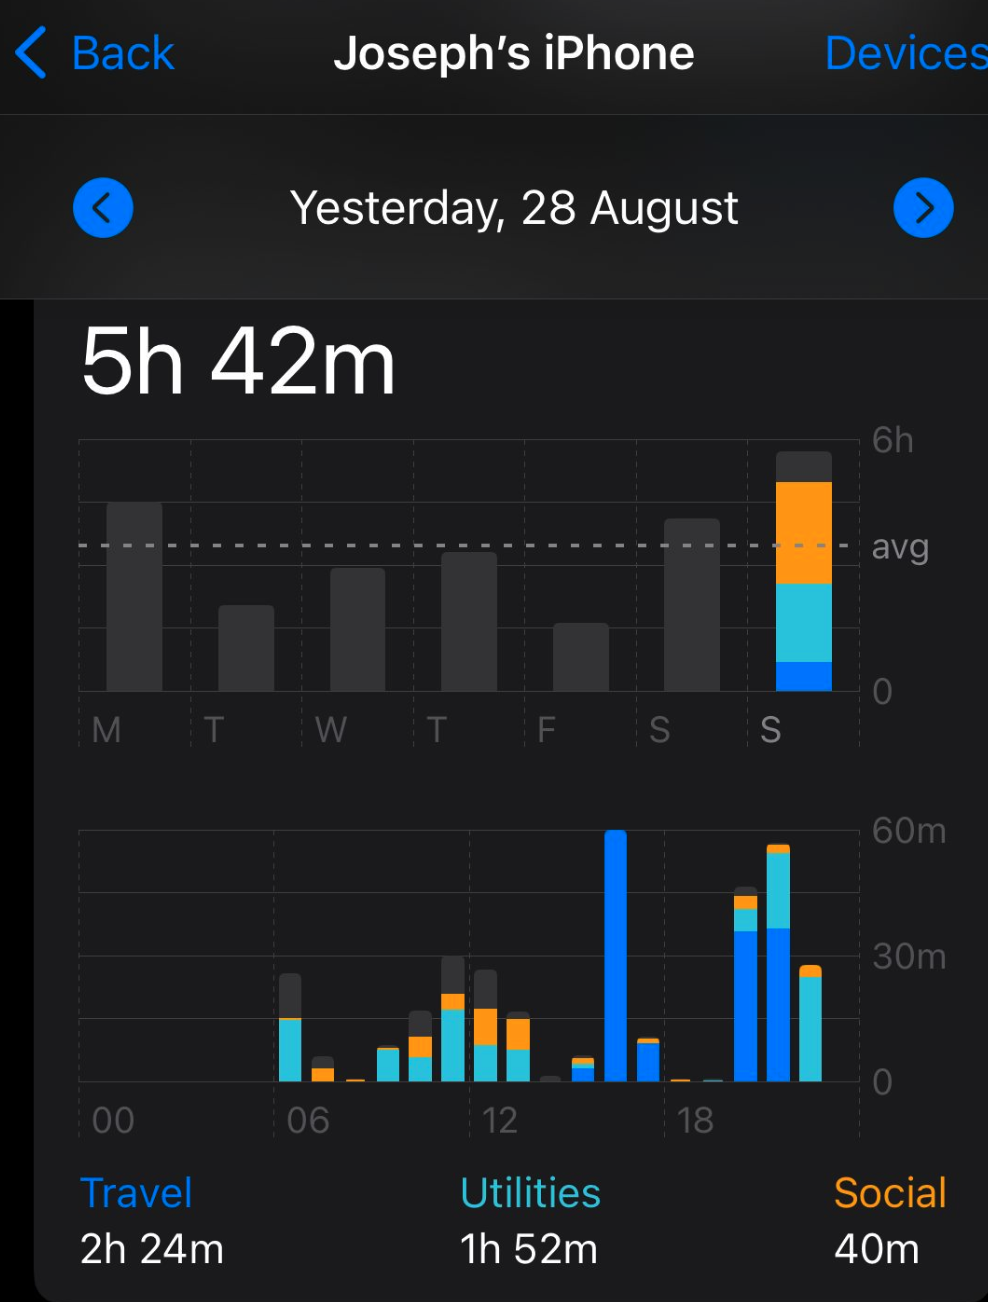 Back Joseph’s iPhone Devices
Yesterday, 28 August
5h 42m
6h
avg
0
M T W T F S S
60m
30m
0
00 06 12 18
Travel Utilities Social
2h 24m 1h 52m 40m